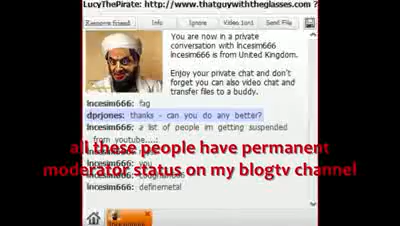 LucyThePirate: http://www.thatguywiththeglasses.com ?
Remove friend Info Ignore Video 1on1 Send File
You are now in a private
conversation with incesim666
incesim666 is from United Kingdom.
Enjoy your private chat and don't
forget you can also video chat and
transfer files to a buddy.
incesim666: fag
dprjones: thanks - can you do any better?
incesim666: a list of people im getting suspended
from youtube....:
all these people have permanent
moderator status on my blogtv channel
you
incesim666: definemetal